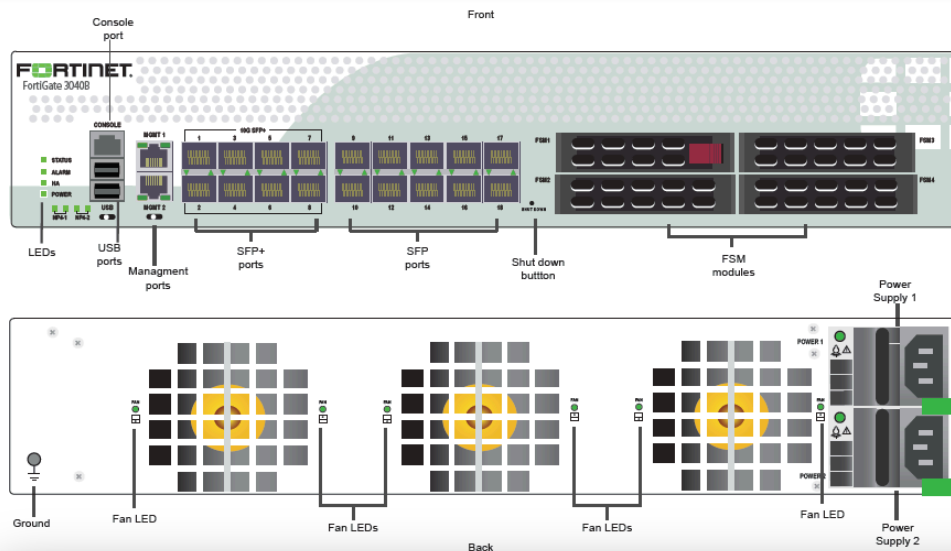 Front
Console
port
FORTINET
FortiGate 3040B
CONSOLE
MGMT 1
10G SFP+
1 3 5 7 9 11 13 15 17
FSM1
FSM3
STATUS
ALARM
HA
POWER
FSM2
FSM4
NP4-1 NP4-2
USB
MGMT 2
2 4 6 8 10 12 14 16 18
SHUT DOWN
LEDs
USB
ports
Managment
ports
SFP+
ports
SFP
ports
Shut down
buttton
FSM
modules
Power
Supply 1
POWER 1
FAN FAN FAN FAN FAN FAN
POWER 2
Ground
Fan LED
Fan LEDs
Fan LEDs
Fan LED
Power
Supply 2
Back